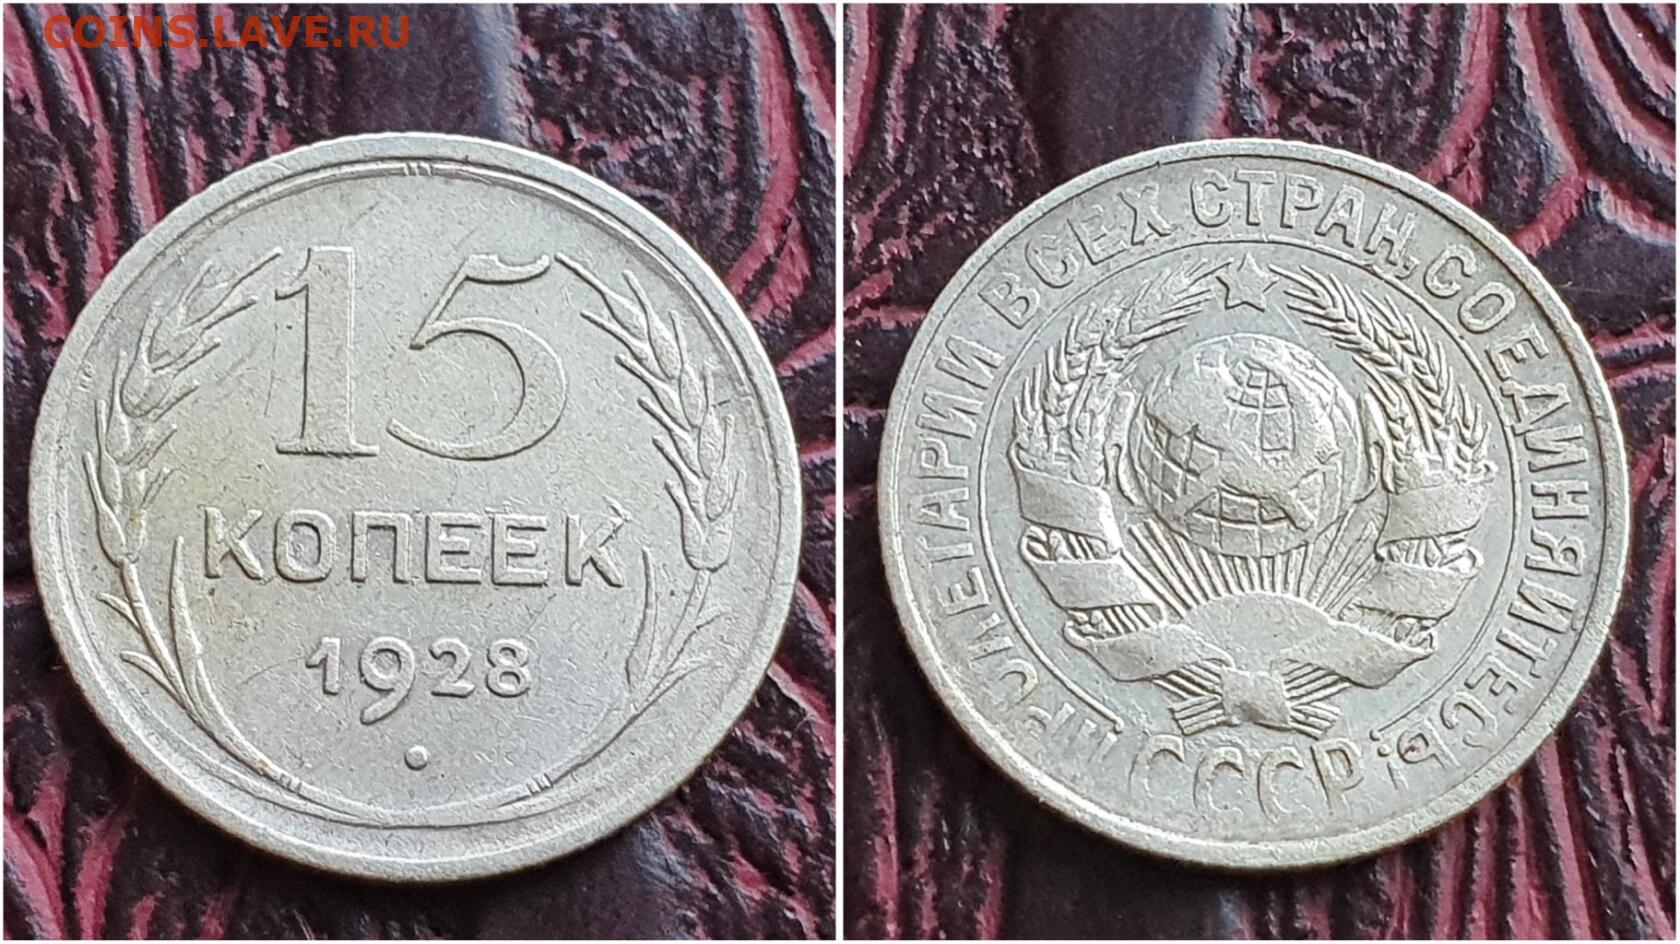 COINS.LAVE.RU
15
КОПЕЕК
1928
ПРОЛЕТАРИИ ВСЕХ СТРАН, СОЕДИНЯЙТЕСЬ!
СССР